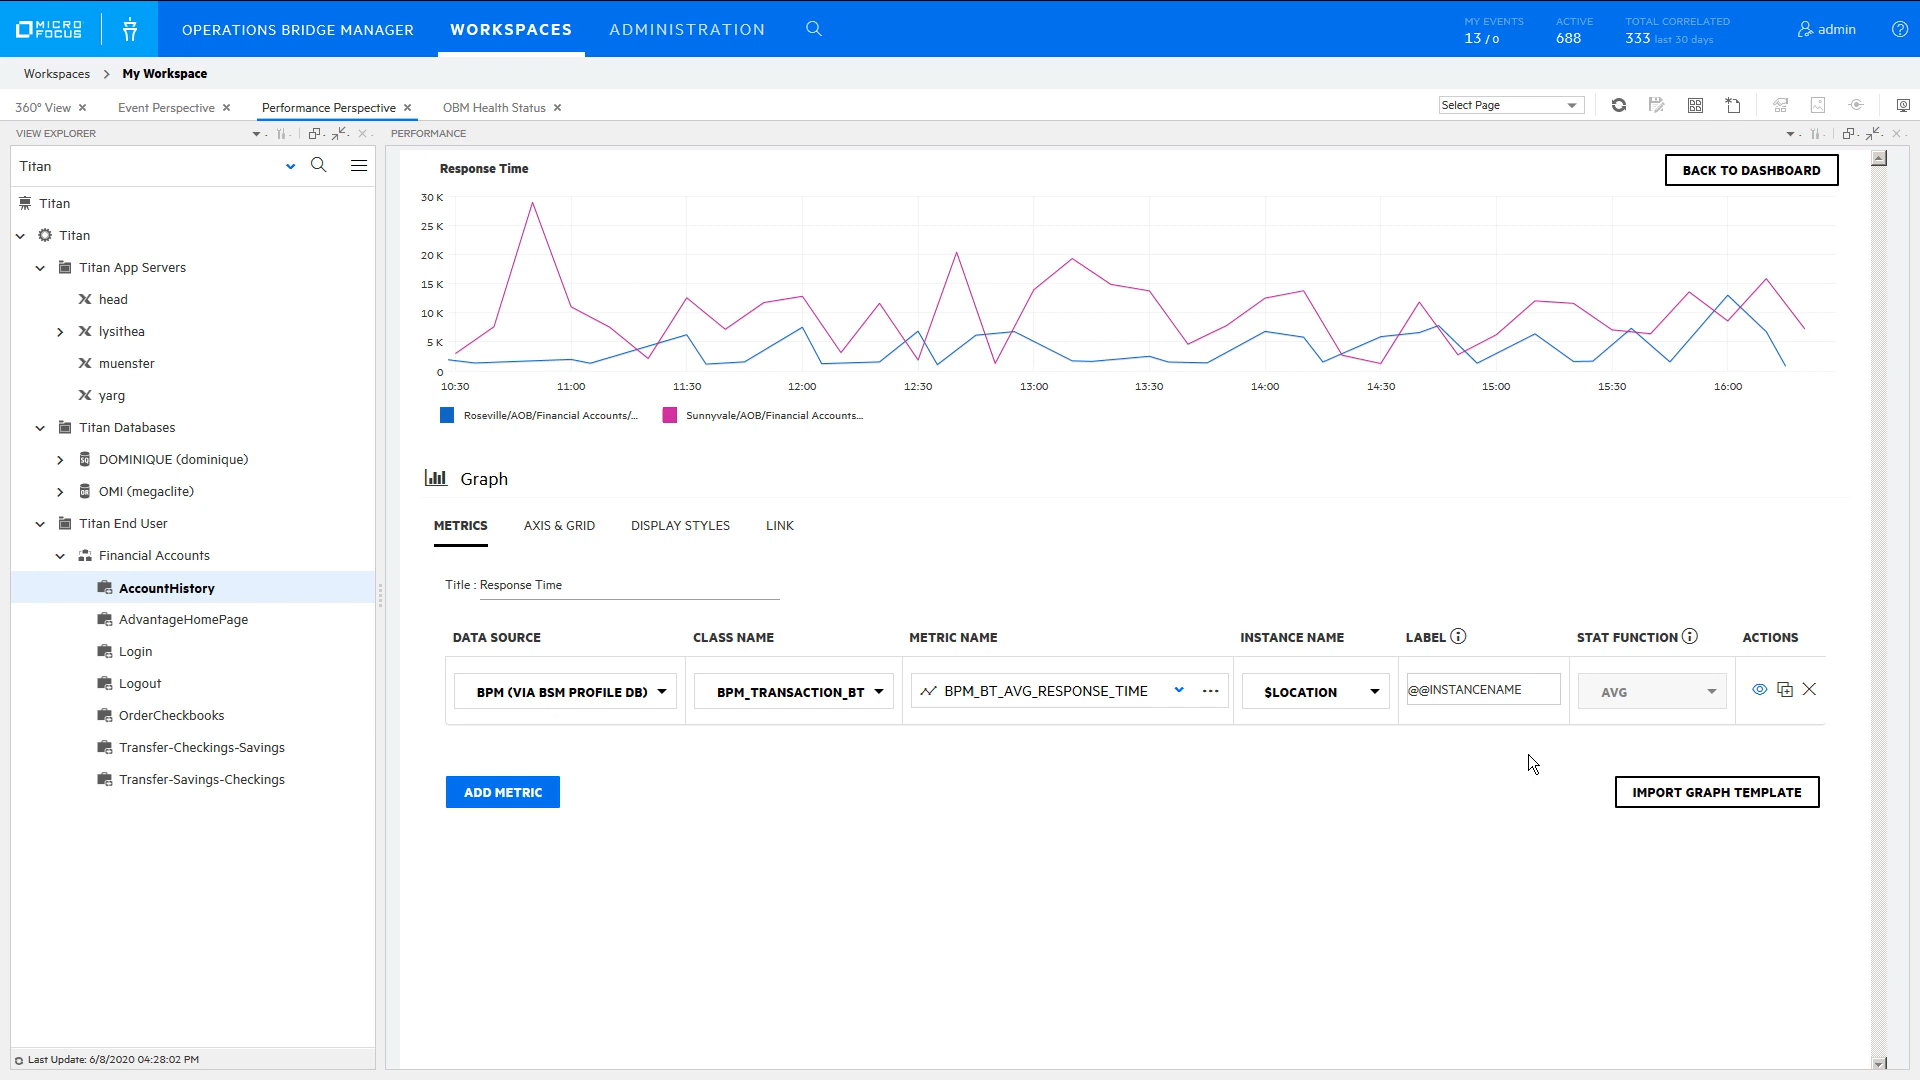 MICRO FOCUS OPERATIONS BRIDGE MANAGER WORKSPACES ADMINISTRATION MY EVENTS 13 / 0 ACTIVE 688 TOTAL CORRELATED 333 last 30 days admin
Workspaces > My Workspace
360° View Event Perspective Performance Perspective OBM Health Status Select Page
VIEW EXPLORER
Titan
Titan
Titan
Titan App Servers
head
lysithea
muenster
yarg
Titan Databases
DOMINIQUE (dominique)
OMI (megaclite)
Titan End User
Financial Accounts
AccountHistory
AdvantageHomePage
Login
Logout
OrderCheckbooks
Transfer-Checkings-Savings
Transfer-Savings-Checkings
Last Update: 6/8/2020 04:28:02 PM
PERFORMANCE
Response Time
BACK TO DASHBOARD
30 K
25 K
20 K
15 K
10 K
5 K
0
10:30 11:00 11:30 12:00 12:30 13:00 13:30 14:00 14:30 15:00 15:30 16:00
Roseville/AOB/Financial Accounts/... Sunnyvale/AOB/Financial Accounts...
Graph
METRICS AXIS & GRID DISPLAY STYLES LINK
Title : Response Time
DATA SOURCE CLASS NAME METRIC NAME INSTANCE NAME LABEL STAT FUNCTION ACTIONS
BPM (VIA BSM PROFILE DB) BPM_TRANSACTION_BT BPM_BT_AVG_RESPONSE_TIME $LOCATION @@INSTANCENAME AVG
ADD METRIC IMPORT GRAPH TEMPLATE